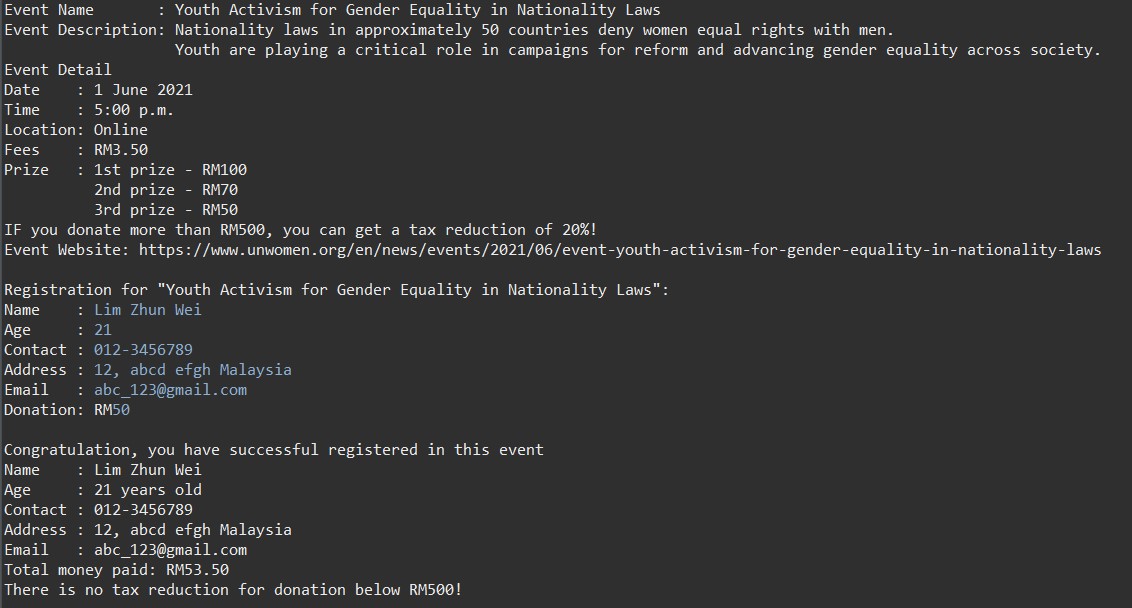 Event Name       : Youth Activism for Gender Equality in Nationality Laws
Event Description: Nationality laws in approximately 50 countries deny women equal rights with men.
                   Youth are playing a critical role in campaigns for reform and advancing gender equality across society.
Event Detail
Date    : 1 June 2021
Time    : 5:00 p.m.
Location: Online
Fees    : RM3.50
Prize   : 1st prize - RM100
          2nd prize - RM70
          3rd prize - RM50
IF you donate more than RM500, you can get a tax reduction of 20%!
Event Website: https://www.unwomen.org/en/news/events/2021/06/event-youth-activism-for-gender-equality-in-nationality-laws

Registration for "Youth Activism for Gender Equality in Nationality Laws":
Name    : Lim Zhun Wei
Age     : 21
Contact : 012-3456789
Address : 12, abcd efgh Malaysia
Email   : abc_123@gmail.com
Donation: RM50

Congratulation, you have successful registered in this event
Name    : Lim Zhun Wei
Age     : 21 years old
Contact : 012-3456789
Address : 12, abcd efgh Malaysia
Email   : abc_123@gmail.com
Total money paid: RM53.50
There is no tax reduction for donation below RM500!